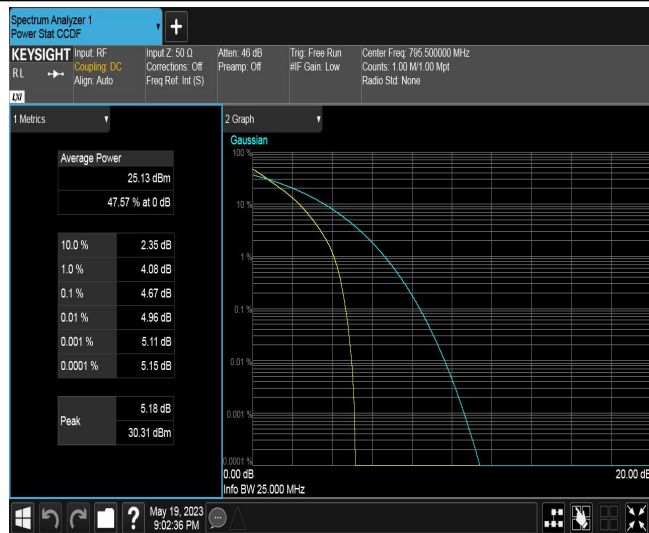 Spectrum Analyzer 1
Power Stat CCDF
+
KEYSIGHT
RL
LXI
Input: RF
Coupling: DC
Align: Auto
Input Z: 50 Ω
Corrections: Off
Freq Ref: Int (S)
Atten: 46 dB
Preamp: Off
Trig: Free Run
#IF Gain: Low
Center Freq: 795.500000 MHz
Counts: 1.00 M/1.00 Mpt
Radio Std: None
1 Metrics
Average Power
25.13 dBm
47.57 % at 0 dB
10.0 % 2.35 dB
1.0 % 4.08 dB
0.1 % 4.67 dB
0.01 % 4.96 dB
0.001 % 5.11 dB
0.0001 % 5.15 dB
Peak
5.18 dB
30.31 dBm
2 Graph
Gaussian
100 %
10 %
1 %
0.1 %
0.01 %
0.001 %
0.0001 %
0.00 dB 20.00 dB
Info BW 25.000 MHz
?
May 19, 2023
9:02:36 PM